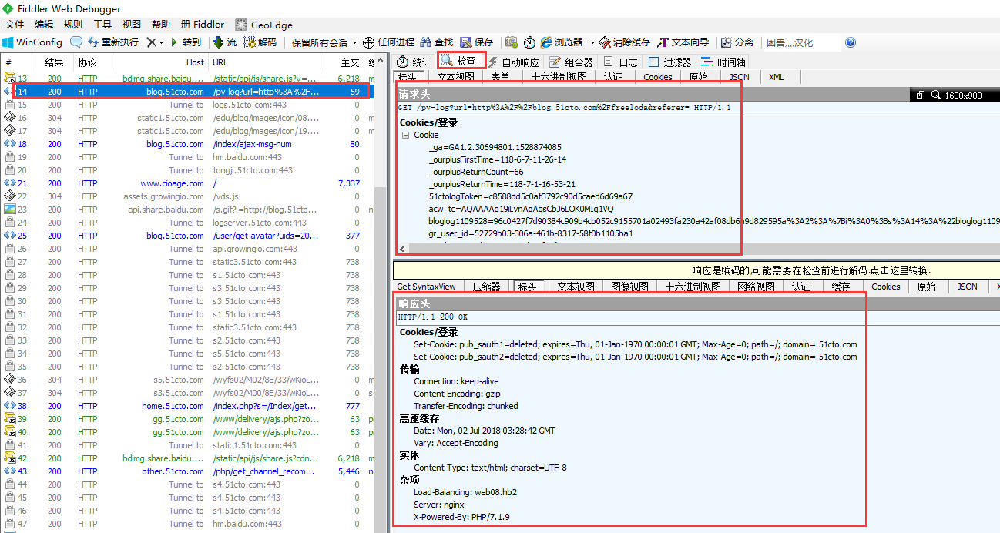 Fiddler Web Debugger
文件 编辑 规则 工具 视图 帮助 册 Fiddler GeoEdge
WinConfig 重新执行 转到 流 解码 保留所有会话 任何进程 查找 保存 浏览器 清除缓存 文本向导 分离 国兽灬汉化
# 结果 协议 Host URL 主文
13 200 HTTP bdimg.share.baidu.... /static/api/js/share.js?v=... 6,218 m
14 200 HTTP blog.51cto.com /pv-log?url=http%3A%2F... 59
15 200 HTTP Tunnel to logs.51cto.com:443 0
16 304 HTTP static1.51cto.com /edu/blog/images/icon/08.... 0 m
17 304 HTTP static1.51cto.com /edu/blog/images/icon/19.... 0 m
18 200 HTTP blog.51cto.com /index/ajax-msg-num 80
19 200 HTTP Tunnel to hm.baidu.com:443 0
20 200 HTTP Tunnel to tongji.51cto.com:443 0
21 200 HTTP www.cioage.com / 7,337
22 200 HTTP assets.growingio.com /vds.js 0
23 200 HTTP api.share.baidu.com /s.gif?l=http://blog.51cto... 0 n
24 200 HTTP Tunnel to logserver.51cto.com:443 0
25 200 HTTP blog.51cto.com /user/get-avatar?uids=20... 377
26 200 HTTP Tunnel to api.growingio.com:443 0
27 200 HTTP Tunnel to static3.51cto.com:443 738
28 200 HTTP Tunnel to s1.51cto.com:443 738
29 200 HTTP Tunnel to s3.51cto.com:443 738
30 200 HTTP Tunnel to s3.51cto.com:443 738
31 200 HTTP Tunnel to s1.51cto.com:443 738
32 200 HTTP Tunnel to static3.51cto.com:443 738
33 200 HTTP Tunnel to s2.51cto.com:443 738
34 200 HTTP Tunnel to s5.51cto.com:443 738
35 200 HTTP Tunnel to s2.51cto.com:443 738
36 304 HTTP s5.51cto.com /wyfs02/M02/8E/33/wKioL... 0 m
37 304 HTTP s3.51cto.com /wyfs02/M00/8E/33/wKioL... 0 s
38 200 HTTP home.51cto.com /index.php?s=/Index/get... 777
39 200 HTTP gg.51cto.com /www/delivery/ajs.php?zo... 63 p
40 200 HTTP gg.51cto.com /www/delivery/ajs.php?zo... 63 p
41 200 HTTP Tunnel to static1.51cto.com:443 0
42 200 HTTP bdimg.share.baidu.... /static/api/js/share.js?cdn... 6,218 m
43 200 HTTP other.51cto.com /php/get_channel_recom... 5,446 n
44 200 HTTP Tunnel to s4.51cto.com:443 0
45 200 HTTP Tunnel to s4.51cto.com:443 0
46 200 HTTP Tunnel to s4.51cto.com:443 0
47 200 HTTP Tunnel to hm.baidu.com:443 0
统计 检查 自动响应 组合器 日志 过滤器 时间轴
标头 文本视图 表单 十六进制视图 认证 Cookies 原始 JSON XML
请求头
1600x900
GET /pv-log?url=http%3A%2F%2Fblog.51cto.com%2Ffreeloda&referer= HTTP/1.1
Cookies/登录
Cookie
_ga=GA1.2.30694801.1528874085
_ourplusFirstTime=118-6-7-11-26-14
_ourplusReturnCount=66
_ourplusReturnTime=118-7-1-16-53-21
51ctologToken=c8588dd5c0af3792c90d5caed6d69a67
acw_tc=AQAAAAq19iLvnAoAqsCbJ6LOK0MIq1VQ
bloglog1109528=96c0427f7d90384c909b4cb052c9155701a02493fa230a42af08db6a9d829595a%3A2%3A%7Bi%3A0%3Bs%3A14%3A%22bloglog1109
gr_user_id=52729b03-306a-461b-8317-58f0b1105ba1
响应是编码的,可能需要在检查前进行解码.点击这里转换.
Get SyntaxView 压缩器 标头 文本视图 图像视图 十六进制视图 网络视图 认证 缓存 Cookies 原始 JSON X
响应头
HTTP/1.1 200 OK
Cookies/登录
Set-Cookie: pub_sauth1=deleted; expires=Thu, 01-Jan-1970 00:00:01 GMT; Max-Age=0; path=/; domain=.51cto.com
Set-Cookie: pub_sauth2=deleted; expires=Thu, 01-Jan-1970 00:00:01 GMT; Max-Age=0; path=/; domain=.51cto.com
传输
Connection: keep-alive
Content-Encoding: gzip
Transfer-Encoding: chunked
高速缓存
Date: Mon, 02 Jul 2018 03:28:42 GMT
Vary: Accept-Encoding
实体
Content-Type: text/html; charset=UTF-8
杂项
Load-Balancing: web08.hb2
Server: nginx
X-Powered-By: PHP/7.1.9